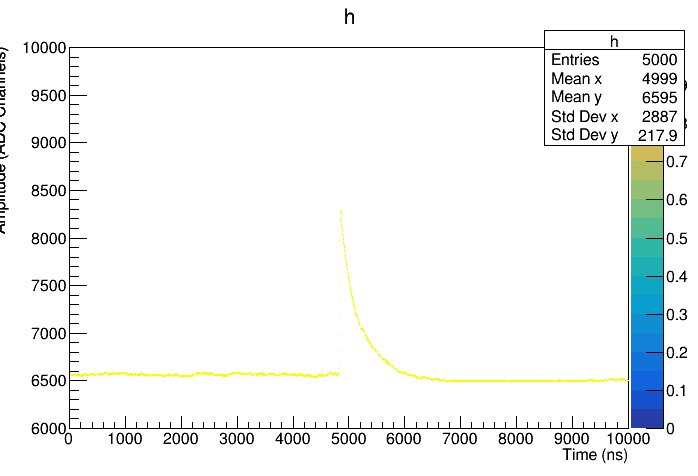 h
h
Entries 5000
Mean x 4999
Mean y 6595
Std Dev x 2887
Std Dev y 217.9
10000
9500
9000
8500
8000
7500
7000
6500
6000
0 1000 2000 3000 4000 5000 6000 7000 8000 9000 10000
Time (ns)
Amplitude (ADC Channels)
0.7
0.6
0.5
0.4
0.3
0.2
0.1
0